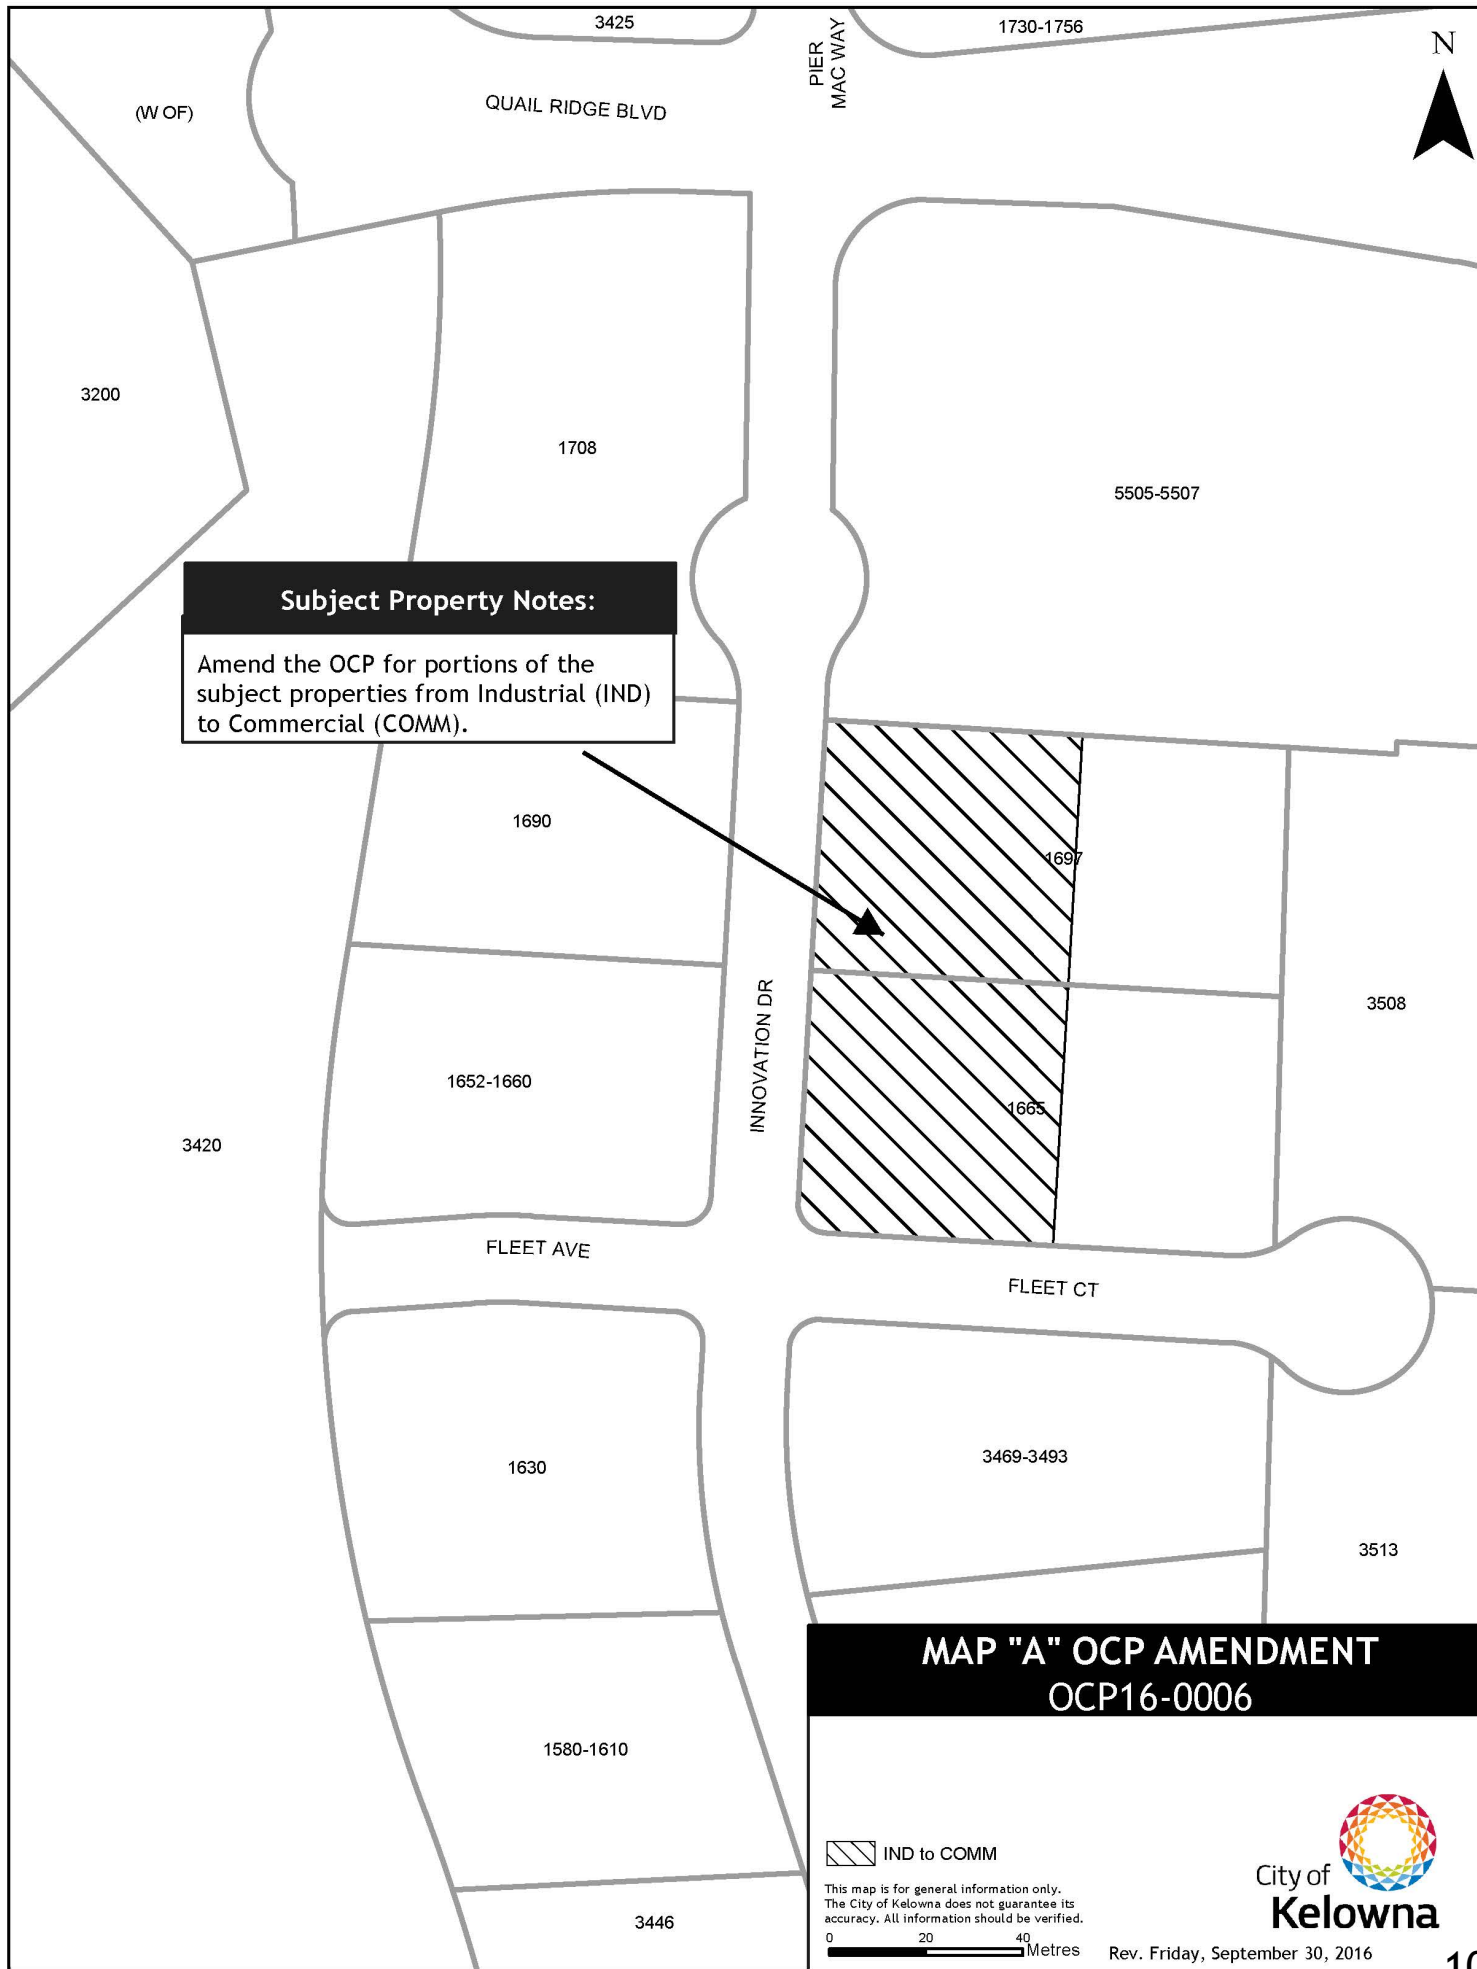 3425
1730-1756
PIER
MAC WAY
N
(W OF)
QUAIL RIDGE BLVD
3200
1708
5505-5507
Subject Property Notes:
Amend the OCP for portions of the
subject properties from Industrial (IND)
to Commercial (COMM).
1690
1697
3508
INNOVATION DR
1652-1660
1665
3420
FLEET AVE
FLEET CT
1630
3469-3493
3513
MAP "A" OCP AMENDMENT
OCP16-0006
1580-1610
IND to COMM
This map is for general information only.
The City of Kelowna does not guarantee its
accuracy. All information should be verified.
0 20 40
Metres
City of
Kelowna
3446
Rev. Friday, September 30, 2016